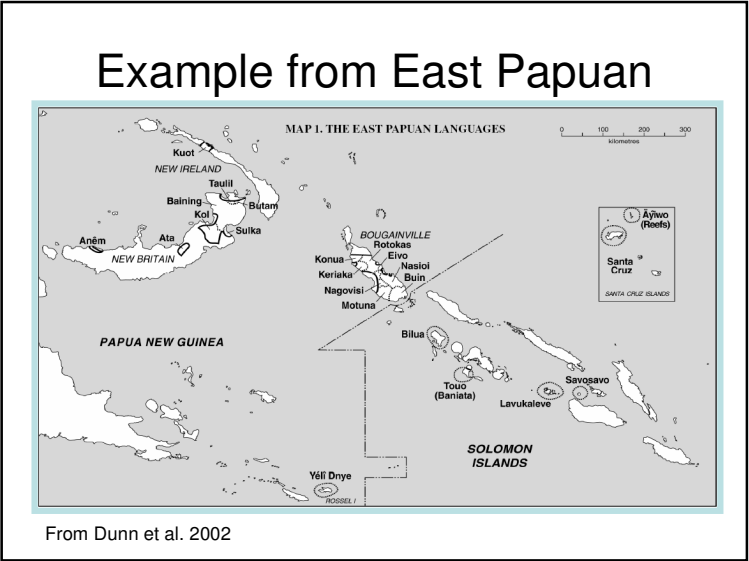 Example from East Papuan
MAP 1. THE EAST PAPUAN LANGUAGES
0 100 200 300
kilometres
Kuot
NEW IRELAND
Taulil
Baining
Butam
Kol
Sulka
Anêm
Ata
NEW BRITAIN
BOUGAINVILLE
Rotokas
Konua
Eivo
Keriaka
Nasioi
Buin
Nagovisi
Motuna
Äŷiwo
(Reefs)
Santa
Cruz
SANTA CRUZ ISLANDS
PAPUA NEW GUINEA
Bilua
Touo
(Baniata)
Savosavo
Lavukaleve
SOLOMON
ISLANDS
Yélî Dnye
ROSSEL I
From Dunn et al. 2002